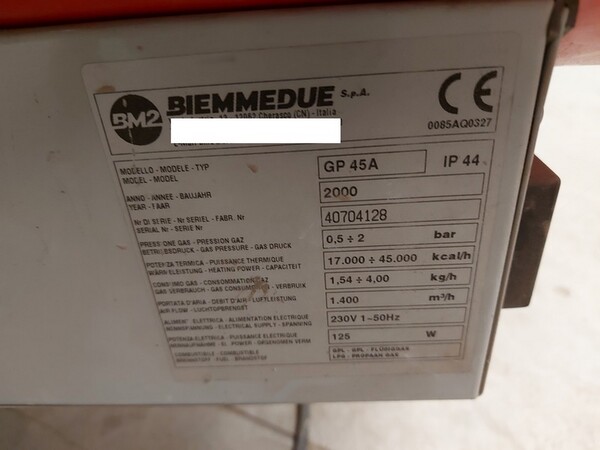 BM2 BIEMMEDUE S.p.A. CE
12062 Cherasco (CN) - Italia
0085AQ0327
MODELLO - MODELE - TYP
MODEL - MODEL
GP 45A IP 44
ANNO - ANNEE - BAUJAHR
YEAR - JAAR
2000
Nr DI SERIE - Nr SERIEL - FABR. Nr
SERIAL Nr - SERIE Nr
40704128
PRESSIONE GAS - PRESSION GAZ
BETRIEBSDRUCK - GAS PRESSURE - GAS DRUCK
0,5 ÷ 2 bar
POTENZA TERMICA - PUISSANCE THERMIQUE
WÄRMELEISTUNG - HEATING POWER - CAPACITEIT
17.000 ÷ 45.000 kcal/h
CONSUMO GAS - CONSOMMATION GAZ
GAS VERBRAUCH - GAS CONSUMPTION - VERBRUIK
1,54 ÷ 4,00 kg/h
PORTATA D'ARIA - DEBIT D'AIR - LUFTLEISTUNG
AIR FLOW - LUCHTOPBRENGST
1.400 m³/h
ALIMENT. ELETTRICA - ALIMENTATION ELECTRIQUE
ELECTRICAL SUPPLY - SPANNING
230V 1~50Hz
POTENZA ELETTRICA - PUISSANCE ELECTRIQUE
EL. POWER - OPGENOMEN VERM
125 W
COMBUSTIBILE - COMBUSTIBLE
BRENNSTOFF - FUEL - BRANDSTOF
GPL - GPL - FLÜSSIGGAS
LPG - PROPAAN GAS